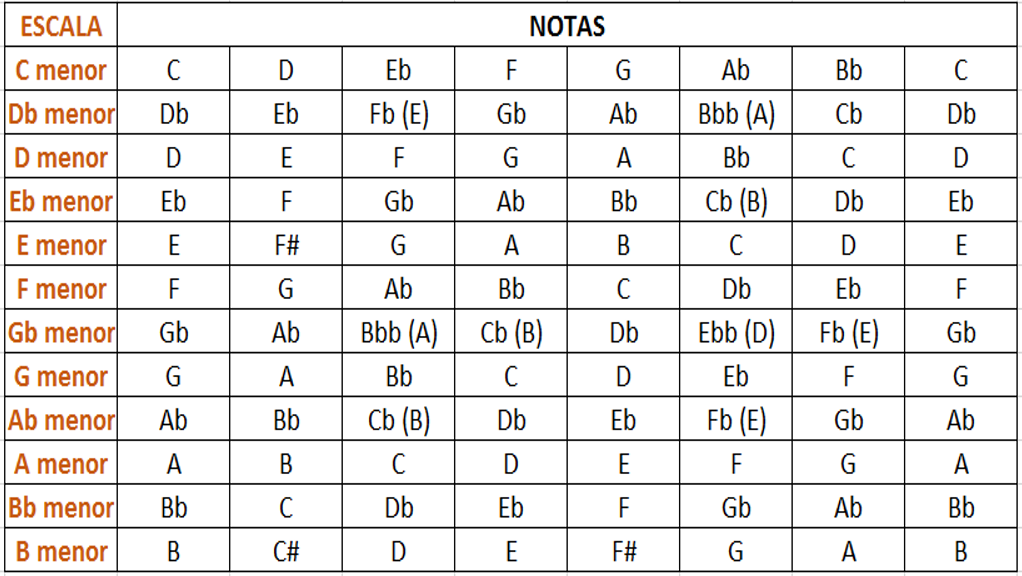 ESCALA NOTAS
C menor C D Eb F G Ab Bb C
Db menor Db Eb Fb (E) Gb Ab Bbb (A) Cb Db
D menor D E F G A Bb C D
Eb menor Eb F Gb Ab Bb Cb (B) Db Eb
E menor E F# G A B C D E
F menor F G Ab Bb C Db Eb F
Gb menor Gb Ab Bbb (A) Cb (B) Db Ebb (D) Fb (E) Gb
G menor G A Bb C D Eb F G
Ab menor Ab Bb Cb (B) Db Eb Fb (E) Gb Ab
A menor A B C D E F G A
Bb menor Bb C Db Eb F Gb Ab Bb
B menor B C# D E F# G A B